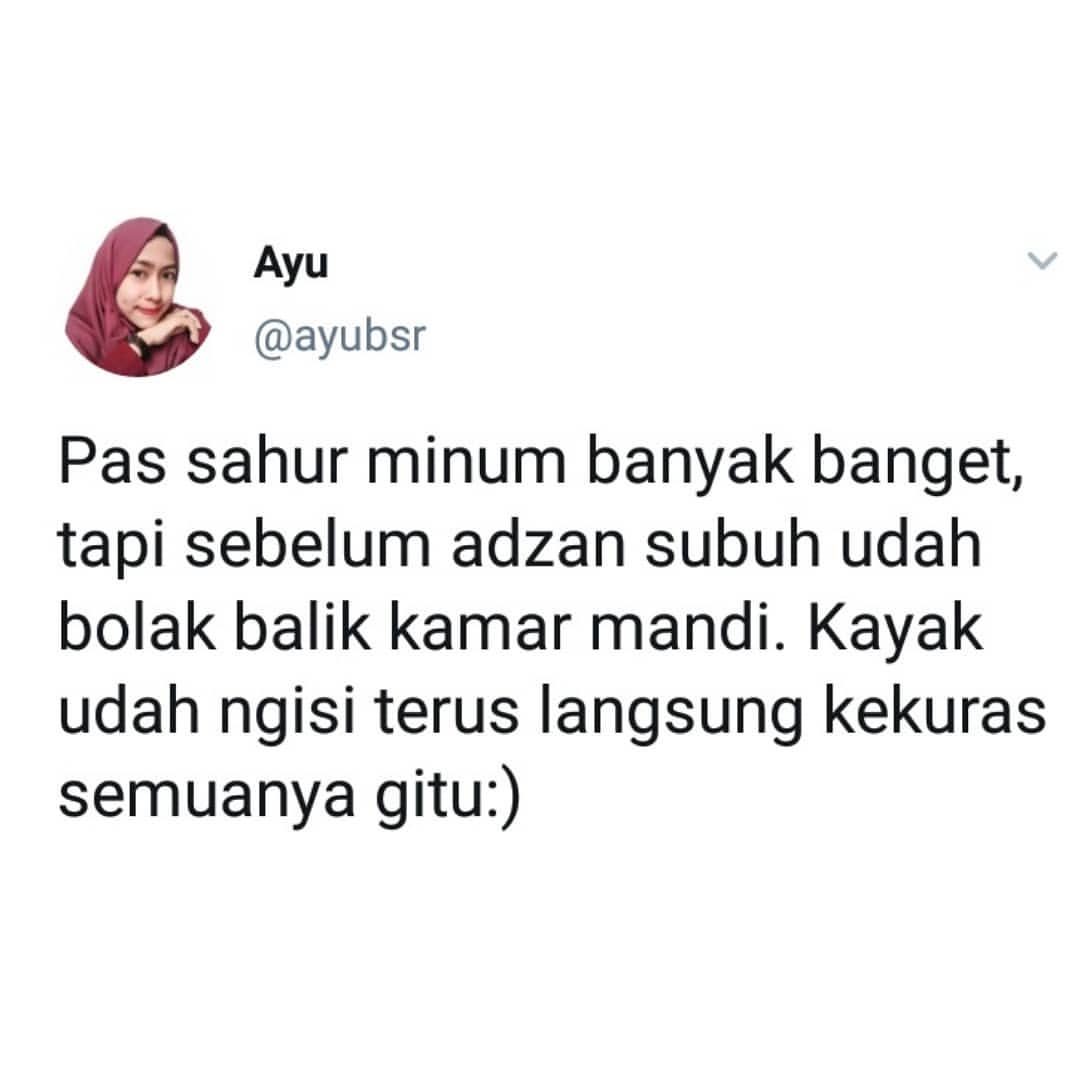 Ayu
@ayubsr
Pas sahur minum banyak banget,
tapi sebelum adzan subuh udah
bolak balik kamar mandi. Kayak
udah ngisi terus langsung kekuras
semuanya gitu:)